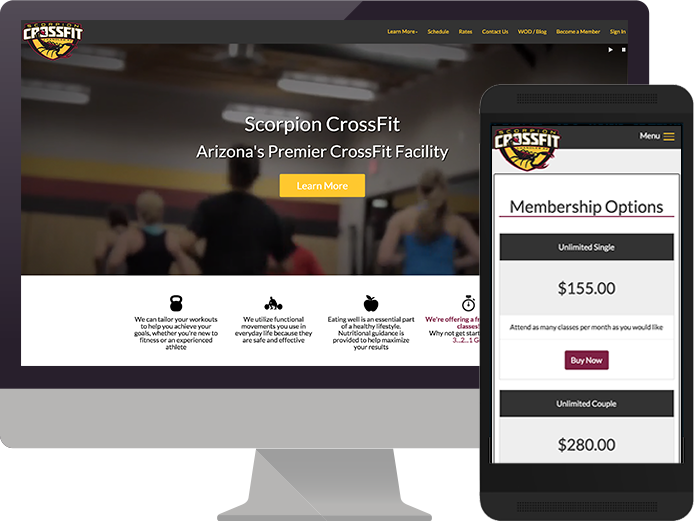 SCORPION
CROSSFIT
Learn More
Schedule
Rates
Contact Us
WOD / Blog
Become a Member
Sign In
Scorpion CrossFit
Arizona's Premier CrossFit Facility
Learn More
We can tailor your workouts
to help you achieve your
goals, whether you're new to
fitness or an experienced
athlete
We utilize functional
movements you use in
everyday life because they
are safe and effective
Eating well is an essential part
of a healthy lifestyle.
Nutritional guidance is
provided to help maximize
your results
We're offering a
classes!
Why not get start
3...2...1 G
SCORPION
CROSSFIT
Menu
Membership Options
Unlimited Single
$155.00
Attend as many classes per month as you would like
Buy Now
Unlimited Couple
$280.00